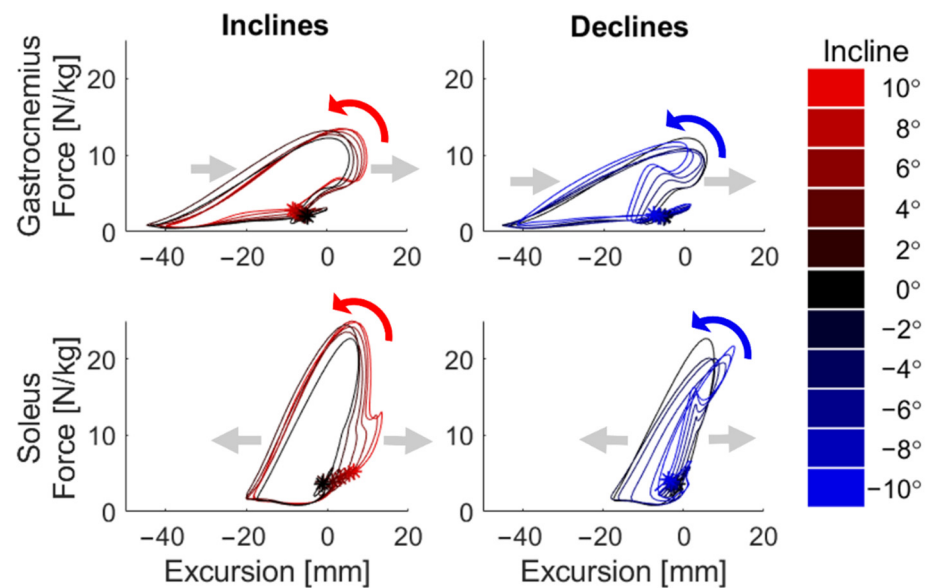 Inclines
Declines
Incline
Gastrocnemius
Force [N/kg]
20
10
0
−40 −20 0 20
20
10
0
−40 −20 0 20
Soleus
Force [N/kg]
20
10
0
−40 −20 0 20
Excursion [mm]
20
10
0
−40 −20 0 20
Excursion [mm]
10°
8°
6°
4°
2°
0°
−2°
−4°
−6°
−8°
−10°